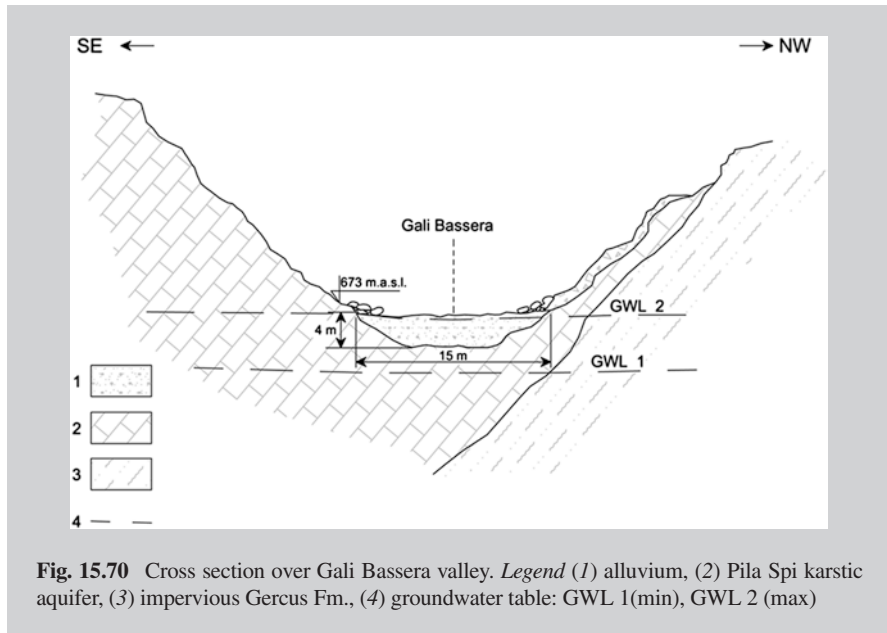 SE
NW
Gali Bassera
673 m.a.s.l.
GWL 2
4 m
15 m
GWL 1
1
2
3
4
Fig. 15.70 Cross section over Gali Bassera valley. Legend (1) alluvium, (2) Pila Spi karstic
aquifer, (3) impervious Gercus Fm., (4) groundwater table: GWL 1(min), GWL 2 (max)